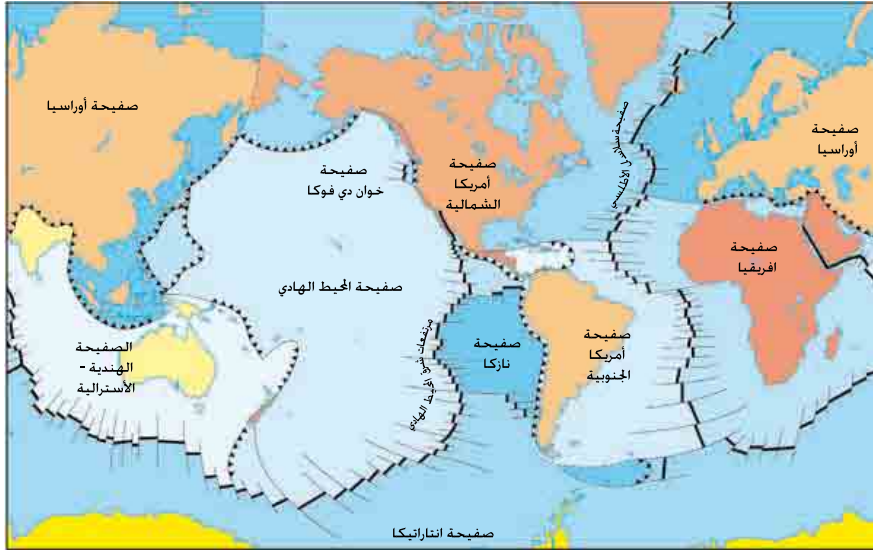 صفيحة أوراسيا
صفيحة
خوان دي فوكا
صفيحة
أمريكا
الشمالية
صفيحة
أوراسيا
صفيحة
افريقيا
صفيحة المحيط الهادي
الصفيحة
الهندية -
الأسترالية
مرتفعات شرق المحيط الهادي
صفيحة
نازكا
صفيحة
أمريكا
الجنوبية
صفيحة انتاراتيكا